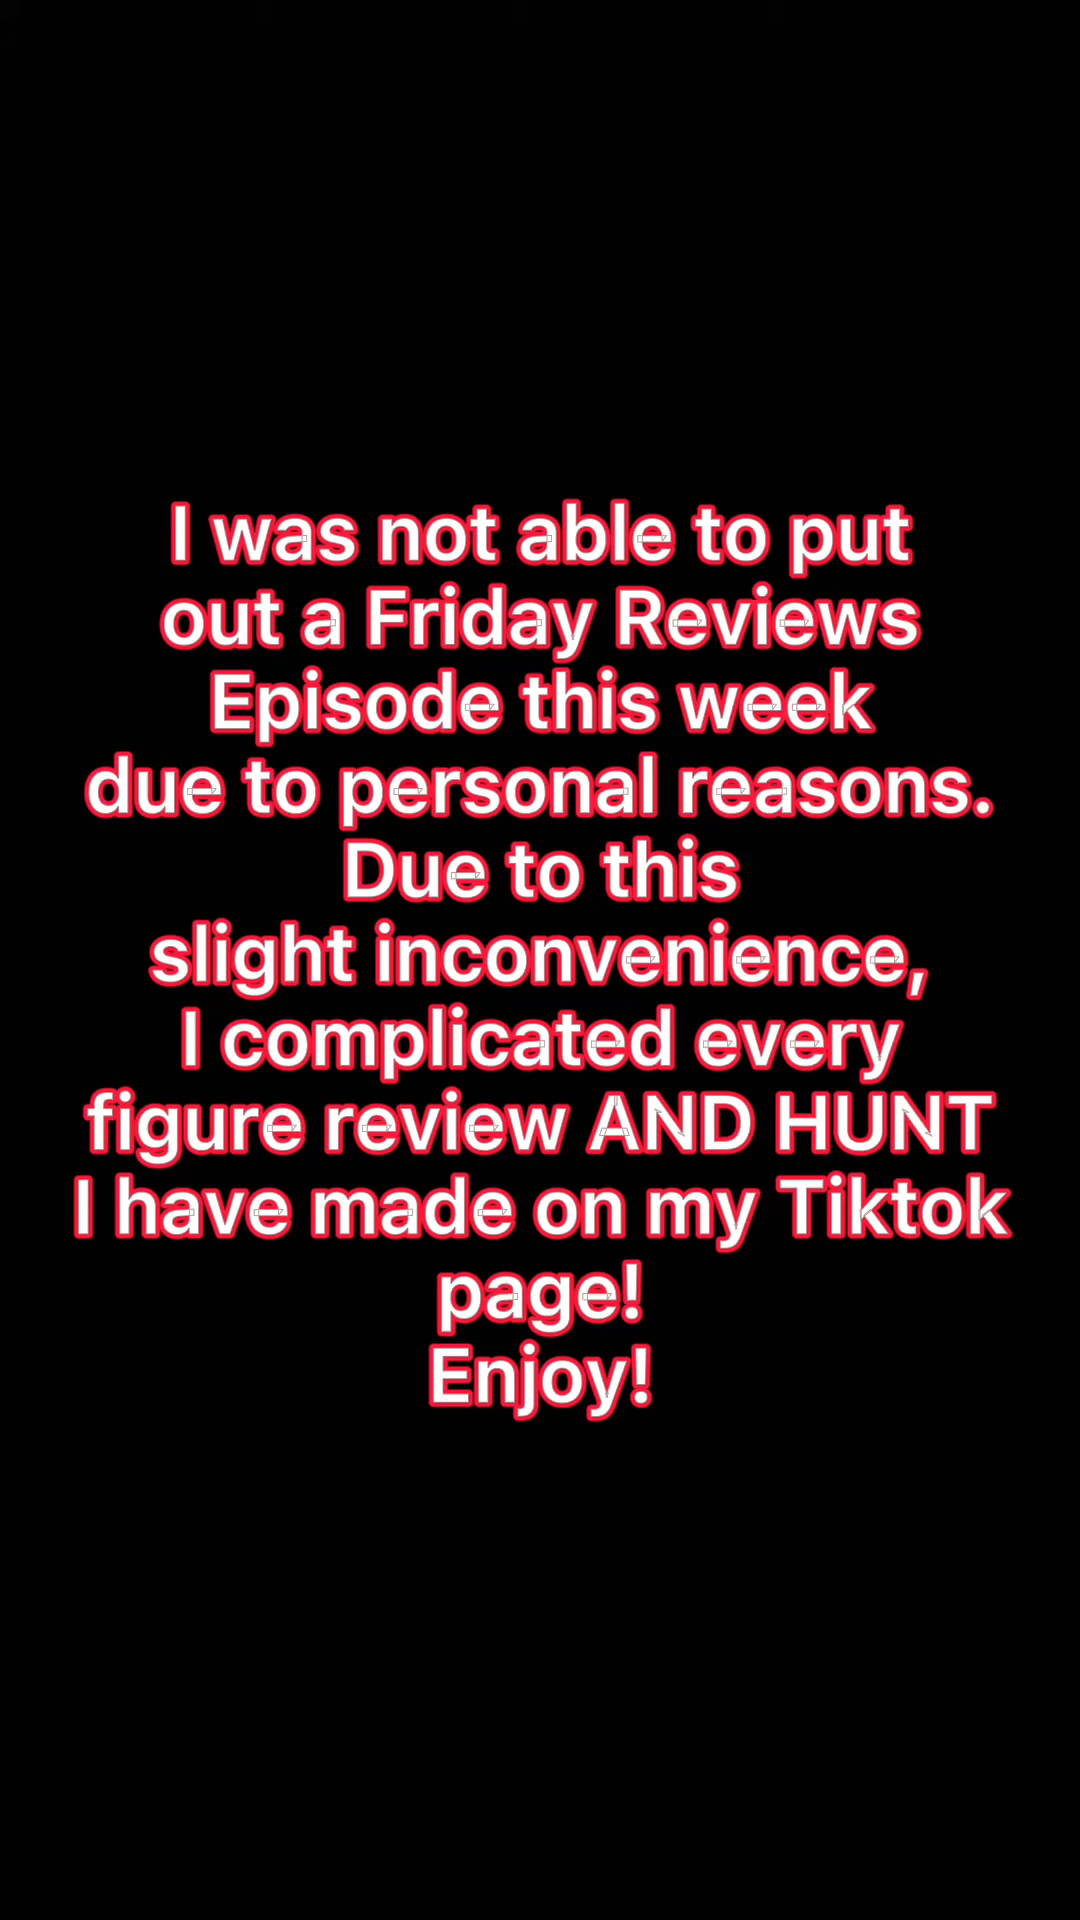 I was not able to put
out a Friday Reviews
Episode this week
due to personal reasons.
Due to this
slight inconvenience,
I complicated every
figure review AND HUNT
I have made on my Tiktok
page!
Enjoy!